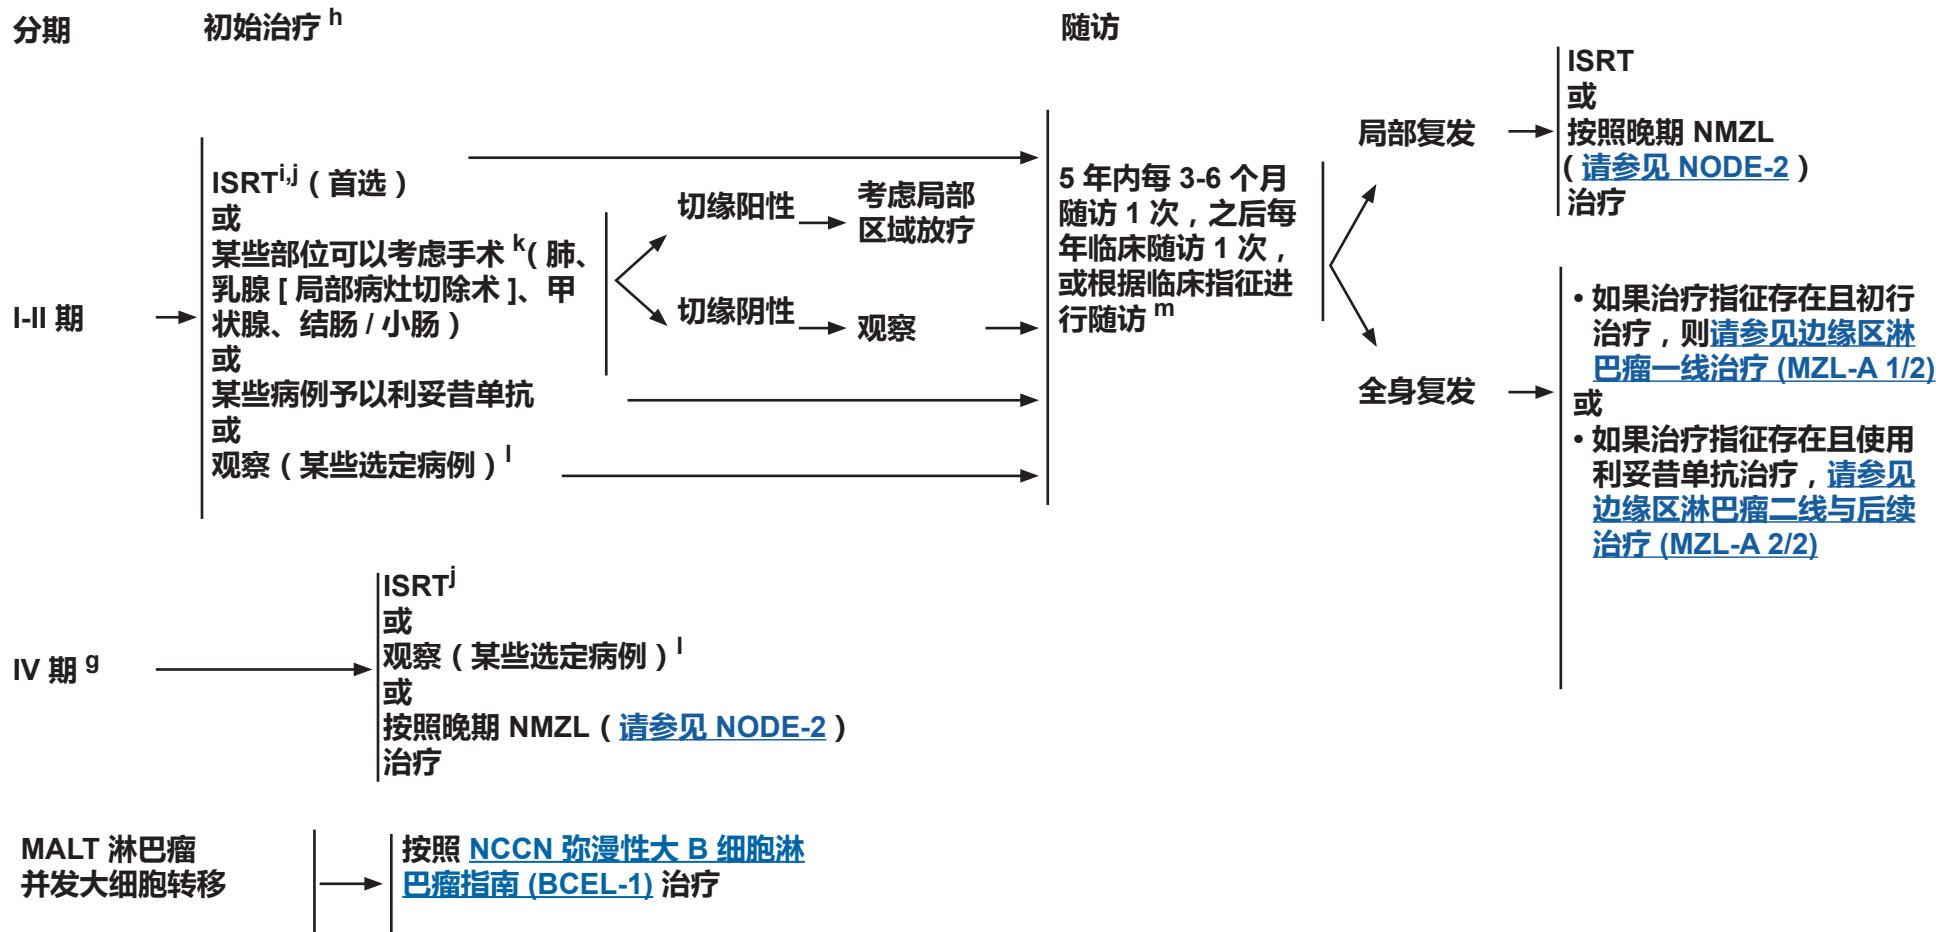 分期
初始治疗 h
随访
I-II 期
ISRTi,j ( 首选 )
或
某些部位可以考虑手术 k( 肺、
乳腺 [ 局部病灶切除术 ]、甲
状腺、结肠 / 小肠 )
或
某些病例予以利妥昔单抗
或
观察 ( 某些选定病例 ) l
切缘阳性
考虑局部
区域放疗
切缘阴性
观察
5 年内每 3-6 个月
随访 1 次，之后每
年临床随访 1 次，
或根据临床指征进
行随访 m
局部复发
ISRT
或
按照晚期 NMZL
( 请参见 NODE-2 )
治疗
全身复发
• 如果治疗指征存在且初行
治疗，则请参见边缘区淋
巴瘤一线治疗 (MZL-A 1/2)
或
• 如果治疗指征存在且使用
利妥昔单抗治疗，请参见
边缘区淋巴瘤二线与后续
治疗 (MZL-A 2/2)
IV 期 g
ISRTj
或
观察 ( 某些选定病例 ) l
或
按照晚期 NMZL ( 请参见 NODE-2 )
治疗
MALT 淋巴瘤
并发大细胞转移
按照 NCCN 弥漫性大 B 细胞淋
巴瘤指南 (BCEL-1) 治疗